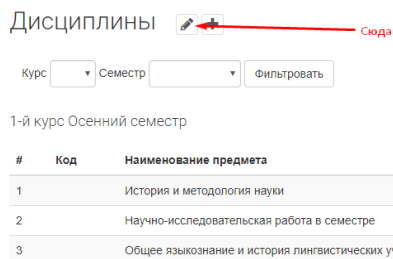 Дисциплины
Сюда
Курс Семестр Фильтровать
1-й курс Осенний семестр
# Код Наименование предмета
1 История и методология науки
2 Научно-исследовательская работа в семестре
3 Общее языкознание и история лингвистических